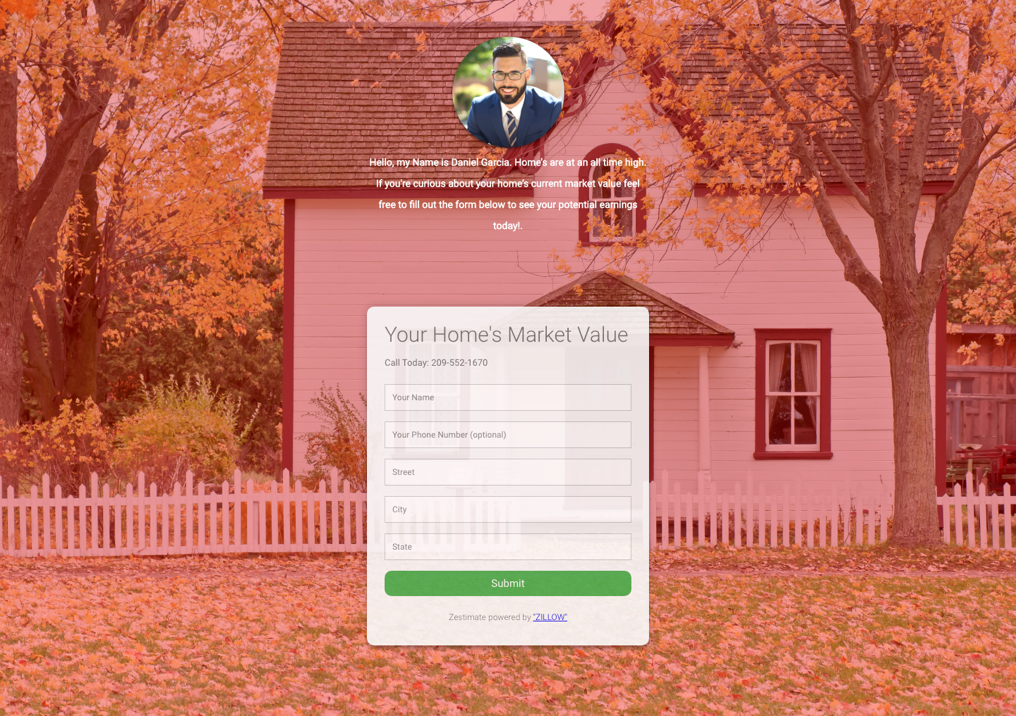 Hello, my Name is Daniel Garcia. Home's are at an all time high.
If you're curious about your home's current market value feel
free to fill out the form below to see your potential earnings
today!.
Your Home's Market Value
Call Today: 209-552-1670
Your Name
Your Phone Number (optional)
Street
City
State
Submit
Zestimate powered by "ZILLOW"